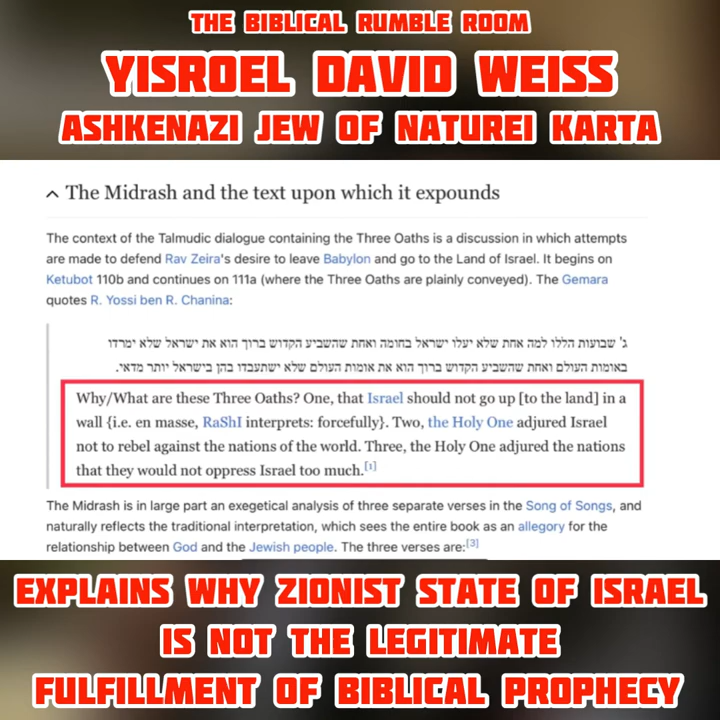 THE BIBLICAL RUMBLE ROOM
YISROEL DAVID WEISS
ASHKENAZI JEW OF NATUREI KARTA
The Midrash and the text upon which it expounds
The context of the Talmudic dialogue containing the Three Oaths is a discussion in which attempts
are made to defend Rav Zeira's desire to leave Babylon and go to the Land of Israel. It begins on
Ketubot 110b and continues on 111a (where the Three Oaths are plainly conveyed). The Gemara
quotes R. Yossi ben R. Chanina:
ג' שבועות הללו למה אחת שלא יעלו ישראל בחומה ואחת שהשביע הקדוש ברוך הוא את ישראל שלא ימרדו
באומות העולם ואחת שהשביע הקדוש ברוך הוא את אומות העולם שלא ישתעבדו בהן בישראל יותר מדאי.
Why/What are these Three Oaths? One, that Israel should not go up [to the land] in a
wall {i.e. en masse, RaShI interprets: forcefully}. Two, the Holy One adjured Israel
not to rebel against the nations of the world. Three, the Holy One adjured the nations
that they would not oppress Israel too much.[1]
The Midrash is in large part an exegetical analysis of three separate verses in the Song of Songs, and
naturally reflects the traditional interpretation, which sees the entire book as an allegory for the
relationship between God and the Jewish people. The three verses are:[3]
EXPLAINS WHY ZIONIST STATE OF ISRAEL
IS NOT THE LEGITIMATE
FULFILLMENT OF BIBLICAL PROPHECY